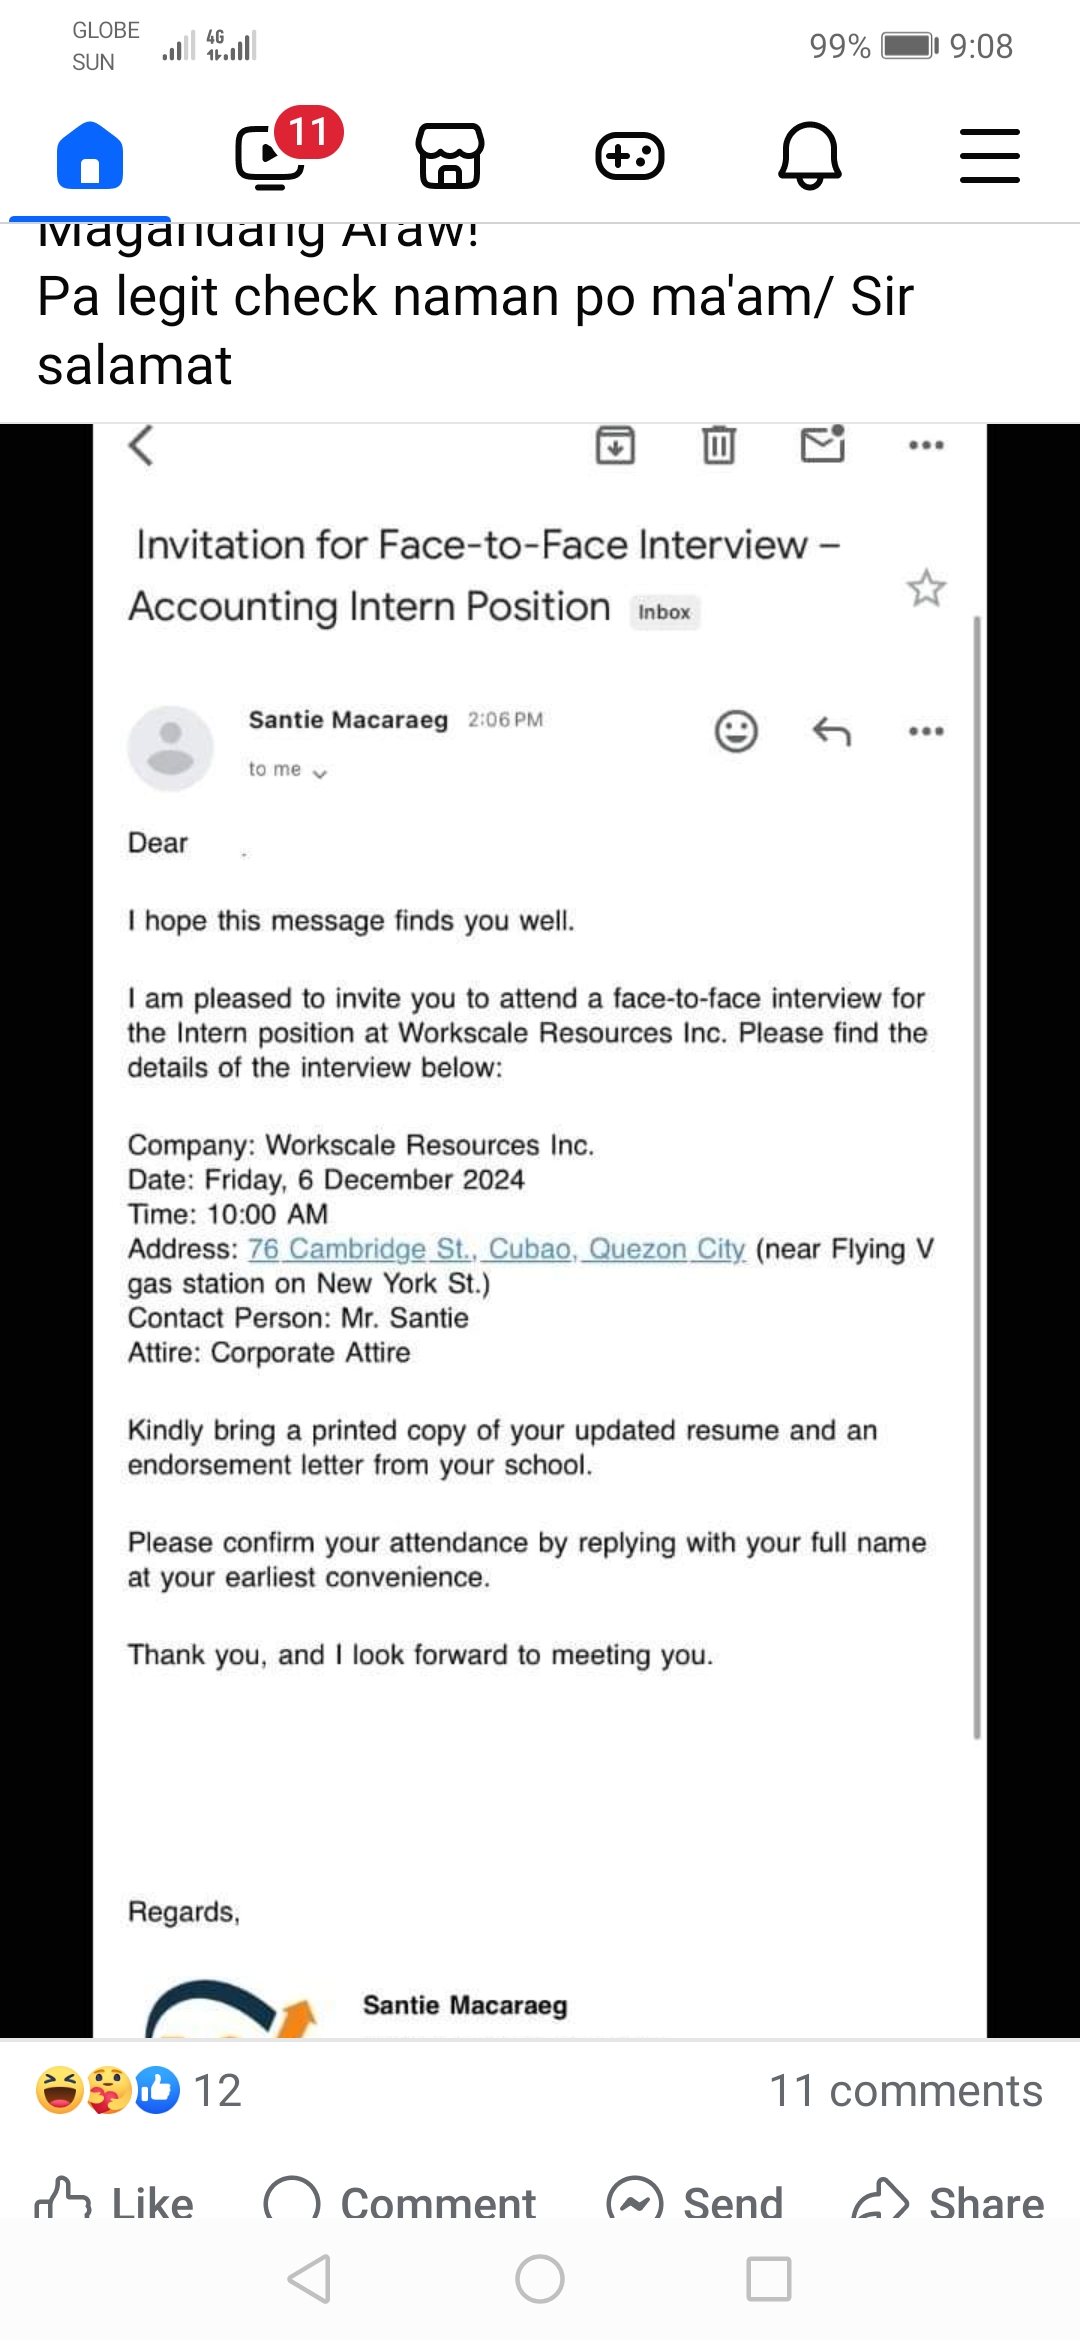 GLOBE
SUN
4G
99%
9:08
11
Magandang Araw!
Pa legit check naman po ma'am/ Sir
salamat
Invitation for Face-to-Face Interview –
Accounting Intern Position Inbox
Santie Macaraeg 2:06 PM
to me
Dear
I hope this message finds you well.
I am pleased to invite you to attend a face-to-face interview for
the Intern position at Workscale Resources Inc. Please find the
details of the interview below:
Company: Workscale Resources Inc.
Date: Friday, 6 December 2024
Time: 10:00 AM
Address: 76 Cambridge St., Cubao, Quezon City (near Flying V
gas station on New York St.)
Contact Person: Mr. Santie
Attire: Corporate Attire
Kindly bring a printed copy of your updated resume and an
endorsement letter from your school.
Please confirm your attendance by replying with your full name
at your earliest convenience.
Thank you, and I look forward to meeting you.
Regards,
Santie Macaraeg
12
11 comments
Like
Comment
Send
Share